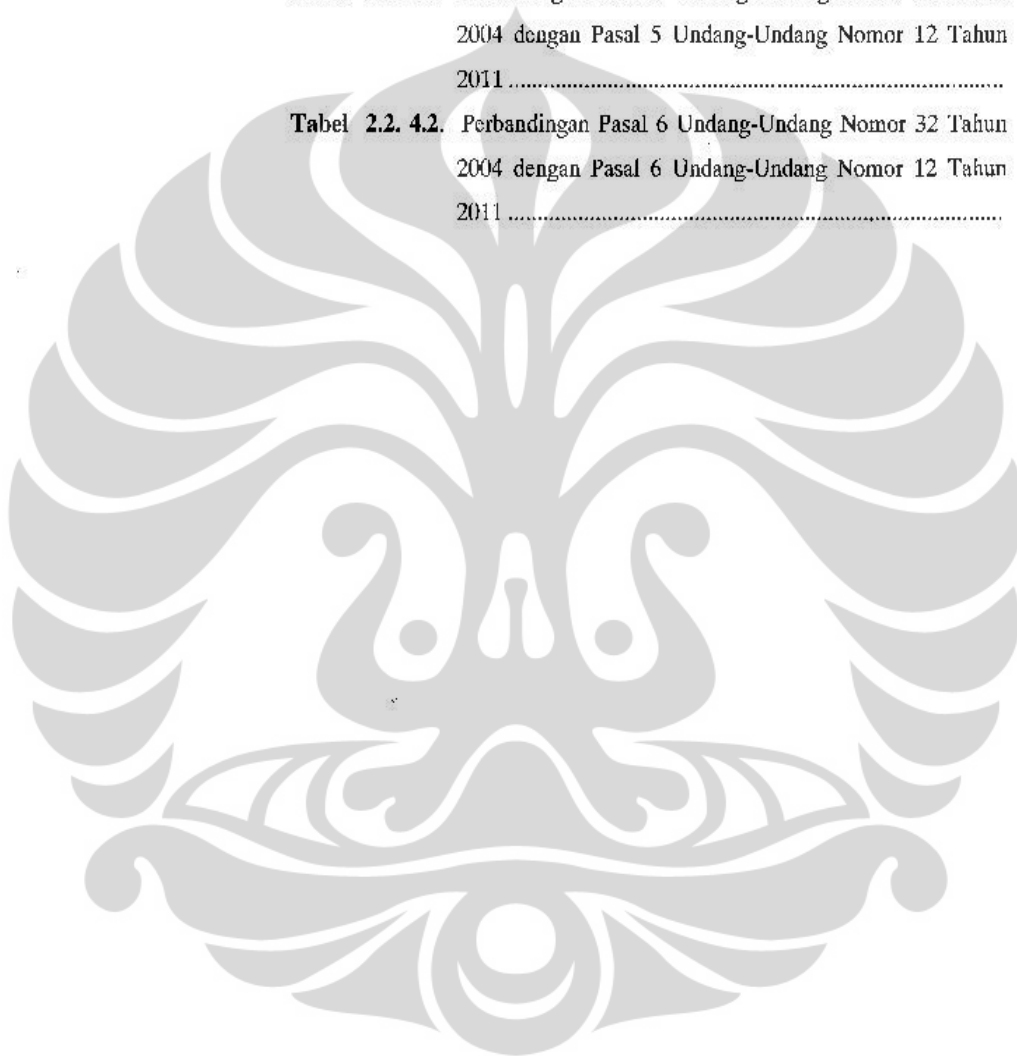 2004 dengan Pasal 5 Undang-Undang Nomor 12 Tahun
2011 ................................................................................
Tabel 2.2. 4.2. Perbandingan Pasal 6 Undang-Undang Nomor 32 Tahun
2004 dengan Pasal 6 Undang-Undang Nomor 12 Tahun
2011 ................................................................................